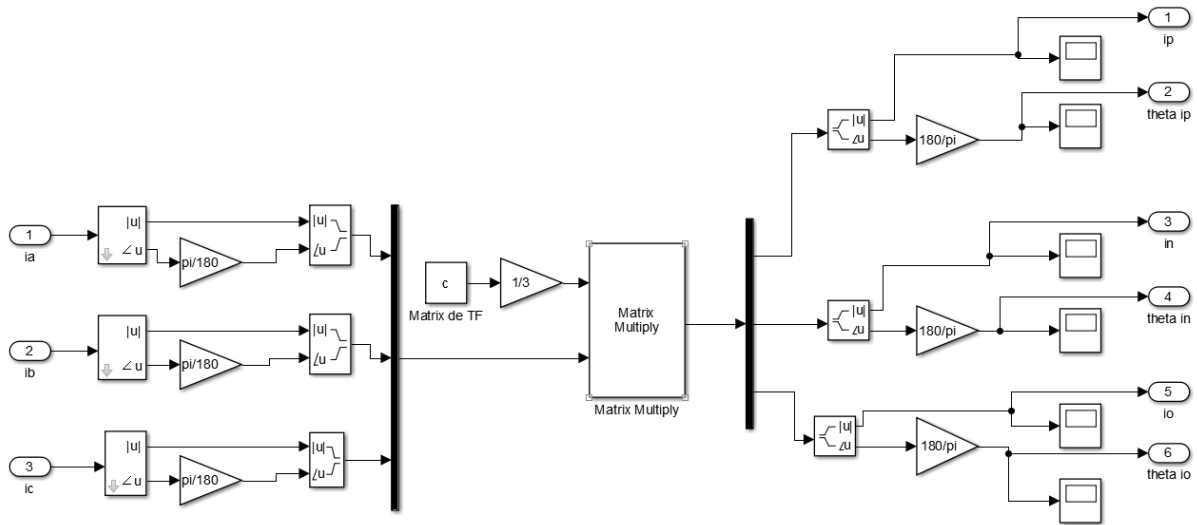 1
ip
2
theta ip
|u|
∠u
180/pi
1
ia
|u|
∠ u
pi/180
|u|
∠u
3
in
c
Matrix de TF
1/3
Matrix
Multiply
Matrix Multiply
4
theta in
|u|
∠u
180/pi
2
ib
|u|
∠ u
pi/180
|u|
∠u
5
io
|u|
∠u
180/pi
6
theta io
3
ic
|u|
∠ u
pi/180
|u|
∠u